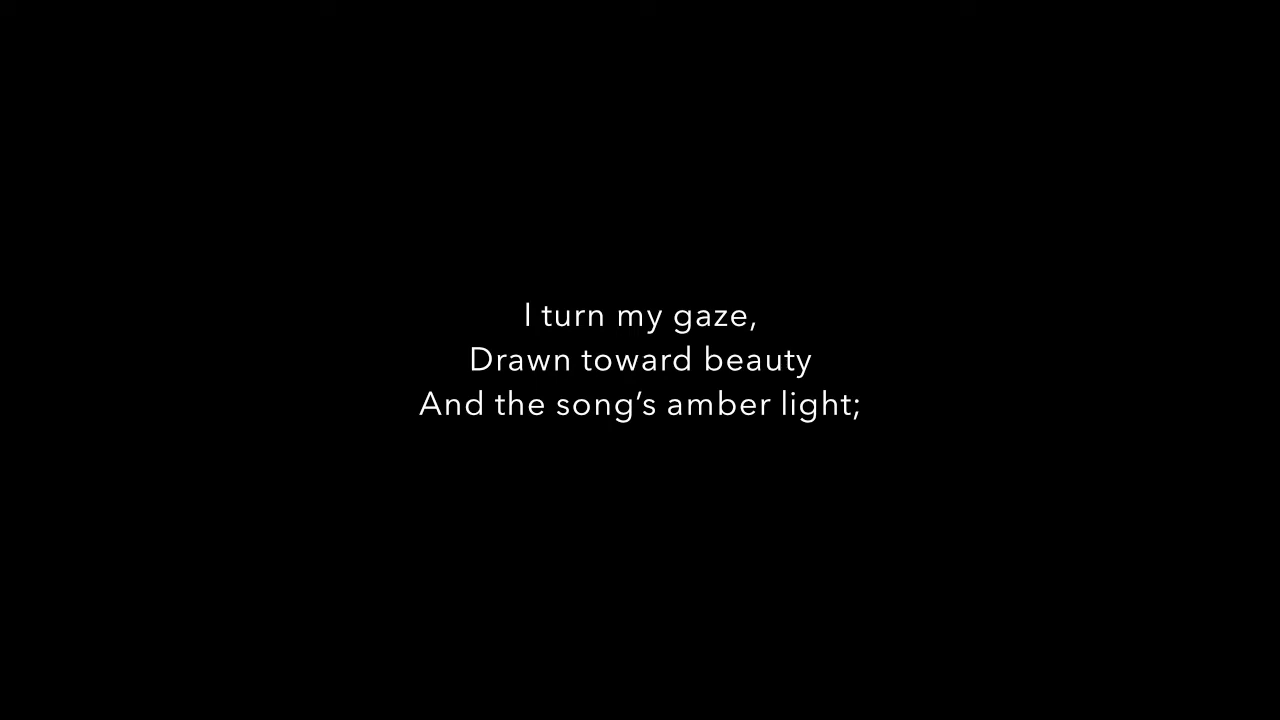 I turn my gaze,
Drawn toward beauty
And the song’s amber light;